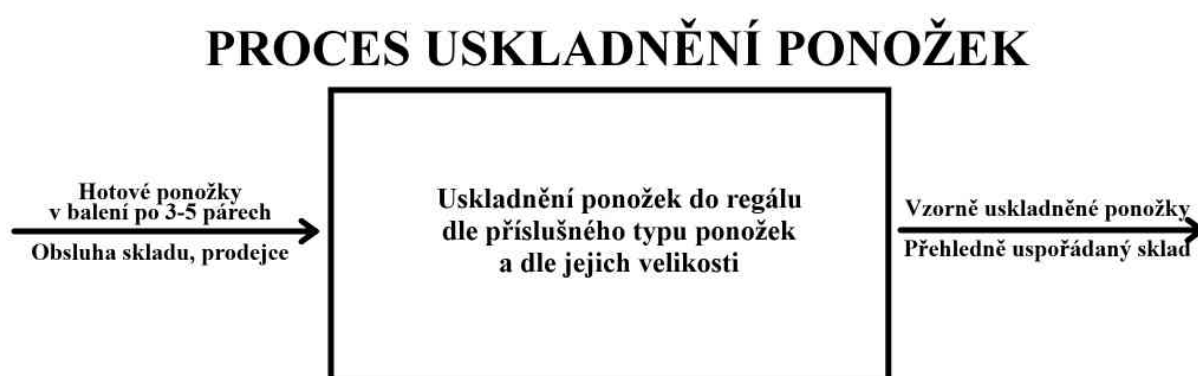 PROCES USKLADNĚNÍ PONOŽEK
Hotové ponožky
v balení po 3-5 párech
Obsluha skladu, prodejce
Uskladnění ponožek do regálu
dle příslušného typu ponožek
a dle jejich velikosti
Vzorně uskladněné ponožky
Přehledně uspořádaný sklad